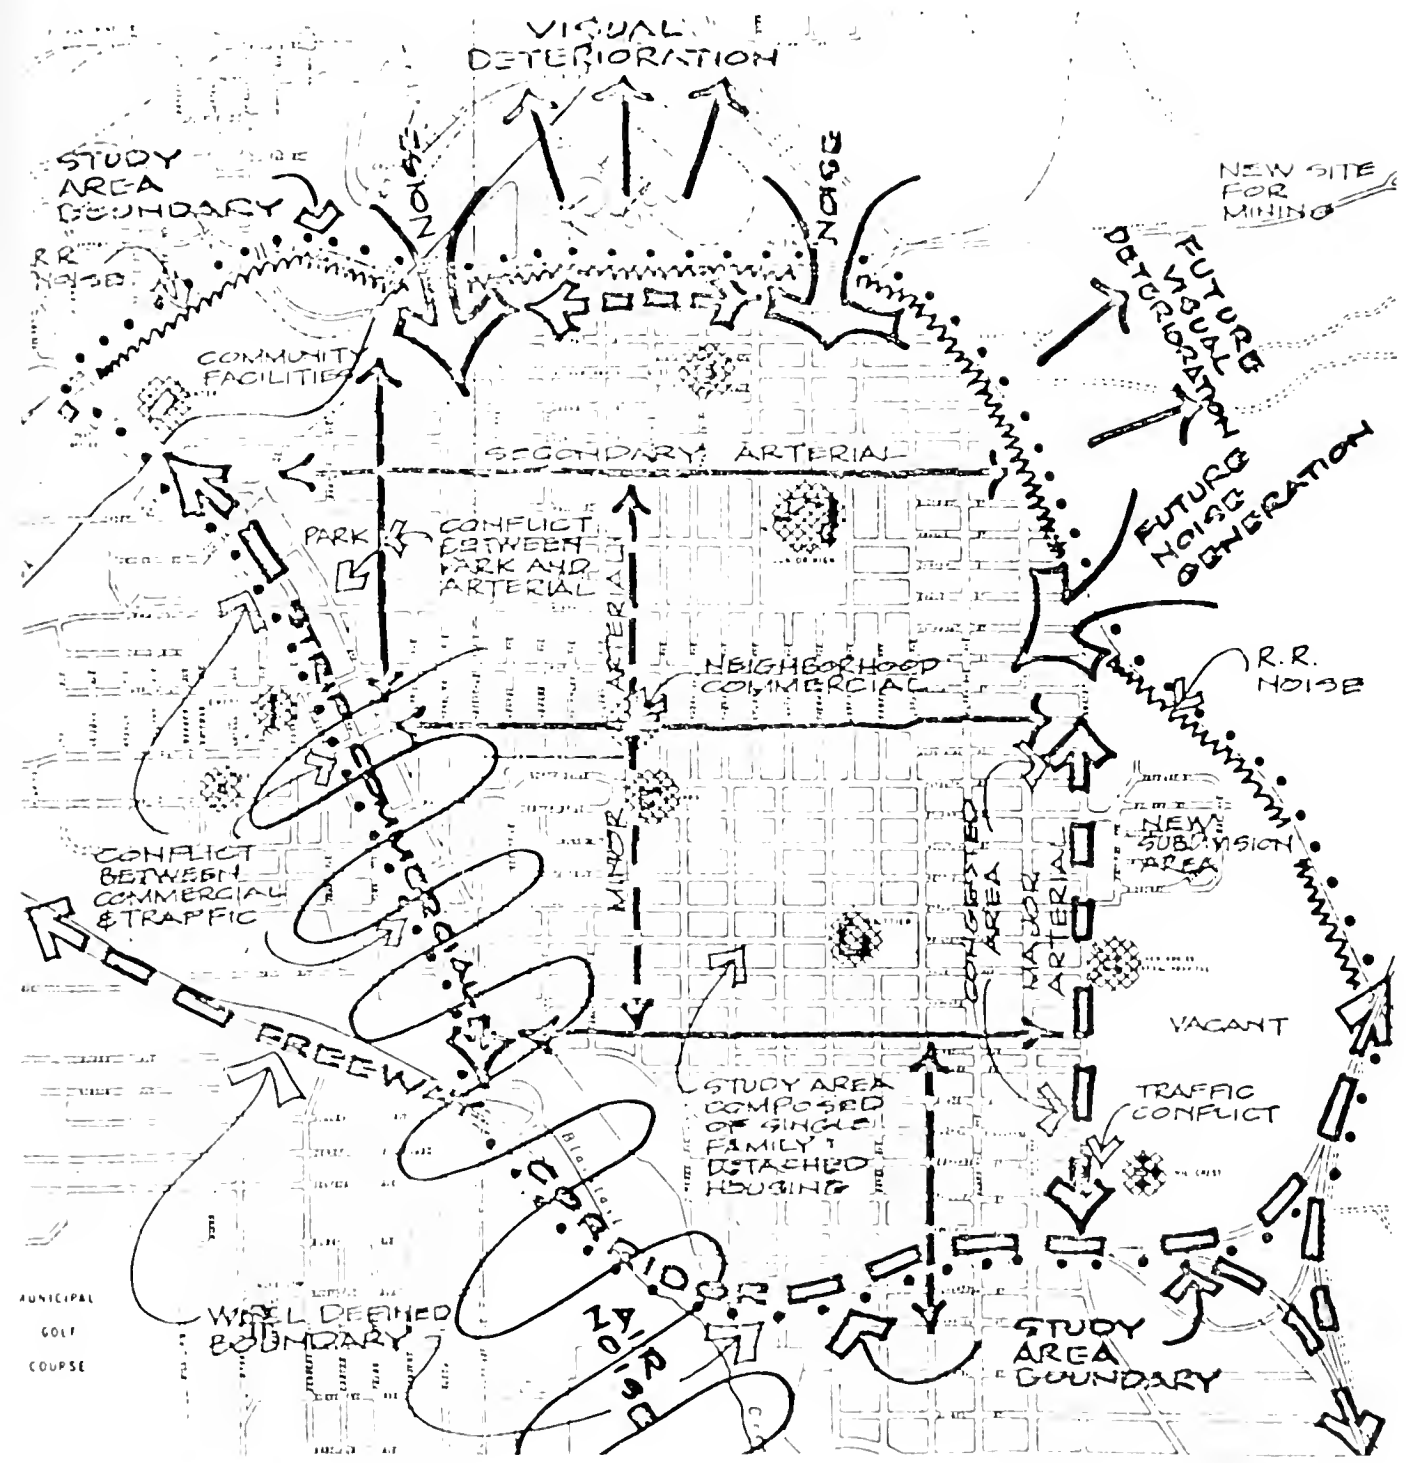 VISUAL
DETERIORATION
NOISE
NOISE
STUDY
AREA
BOUNDARY
R.R.
NOISE
NEW SITE
FOR
MINING
FUTURE
VISUAL
DETERIORATION
COMMUNITY
FACILITIES
SECONDARY ARTERIAL
FUTURE
NOISE
GENERATION
PARK
CONFLICT
BETWEEN
PARK AND
ARTERIAL
MINOR ARTERIAL
NEIGHBORHOOD
COMMERCIAL
R.R.
NOISE
STRIP COMMERCIAL
CONGESTED
AREA
MAJOR
ARTERIAL
NEW
SUBDIVISION
AREA
CONFLICT
BETWEEN
COMMERCIAL
& TRAFFIC
VACANT
FREEWAY
CORRIDOR
STUDY AREA
COMPOSED
OF SINGLE
FAMILY
DETACHED
HOUSING
TRAFFIC
CONFLICT
MUNICIPAL
GOLF
COURSE
WELL DEFINED
BOUNDARY
AIR
NOISE
STUDY
AREA
BOUNDARY